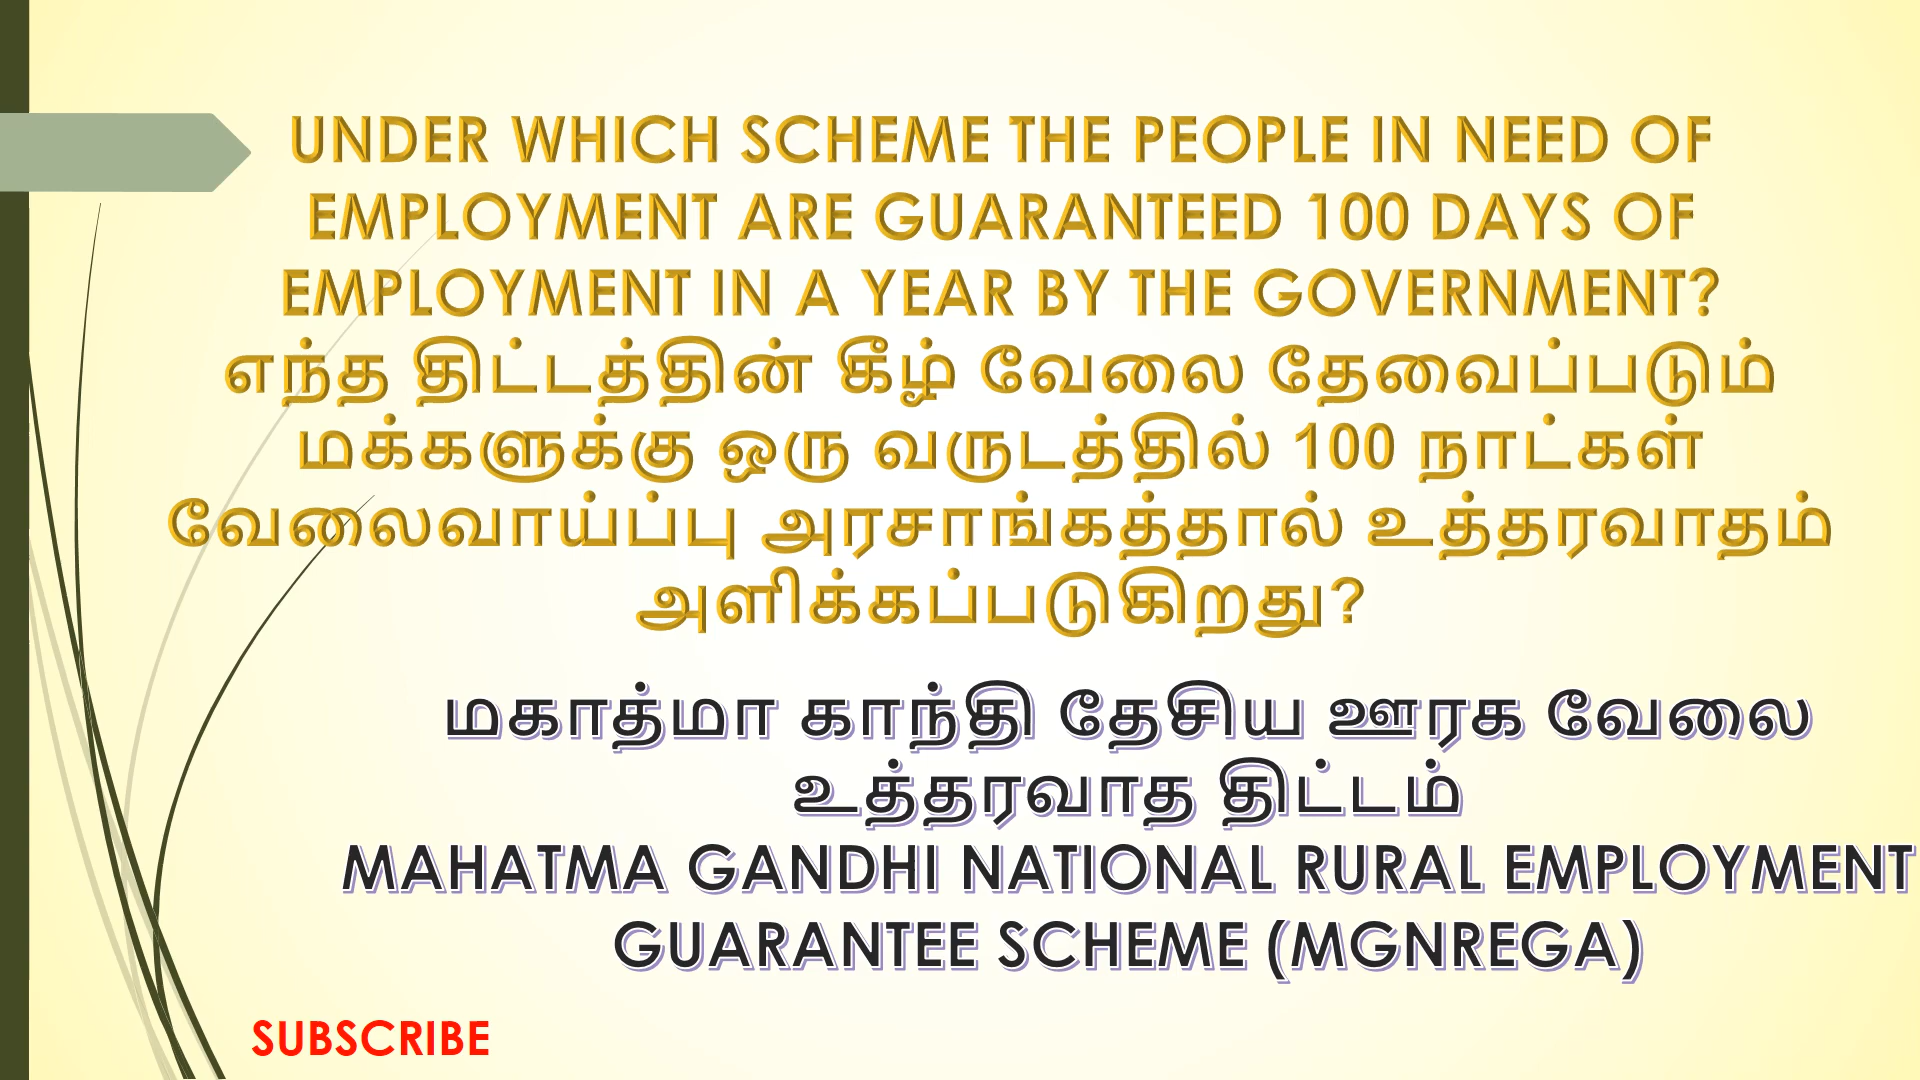 UNDER WHICH SCHEME THE PEOPLE IN NEED OF
EMPLOYMENT ARE GUARANTEED 100 DAYS OF
EMPLOYMENT IN A YEAR BY THE GOVERNMENT?
எந்த திட்டத்தின் கீழ் வேலை தேவைப்படும்
மக்களுக்கு ஒரு வருடத்தில் 100 நாட்கள்
வேலைவாய்ப்பு அரசாங்கத்தால் உத்தரவாதம்
அளிக்கப்படுகிறது?
மகாத்மா காந்தி தேசிய ஊரக வேலை
உத்தரவாத திட்டம்
MAHATMA GANDHI NATIONAL RURAL EMPLOYMENT
GUARANTEE SCHEME (MGNREGA)
SUBSCRIBE